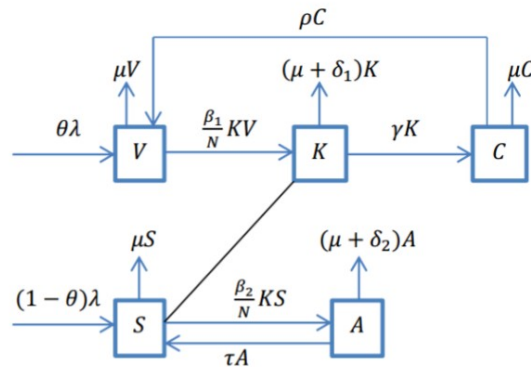 ρC
μV (μ + δ₁)K μC
θλ V β₁/N KV K γK C
μS (μ + δ₂)A
(1 − θ)λ S β₂/N KS A
τA